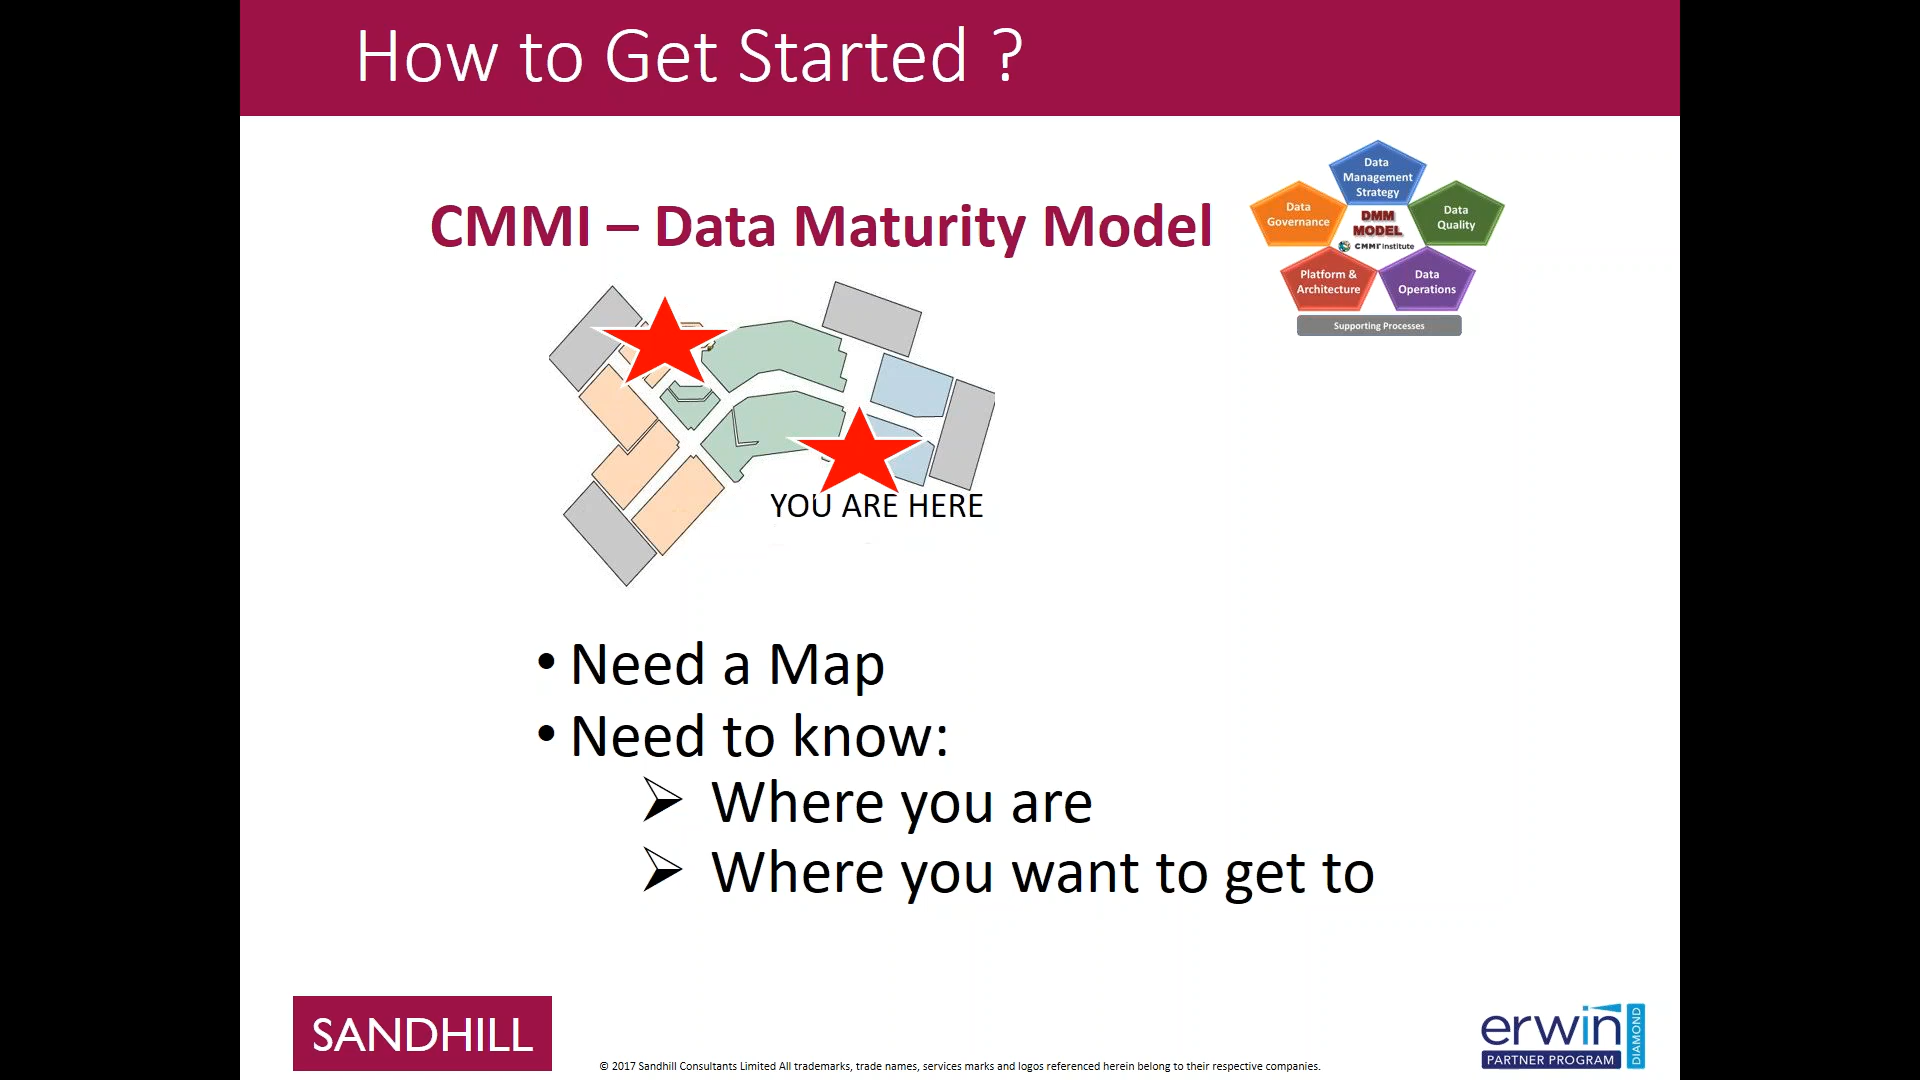 How to Get Started ?
CMMI – Data Maturity Model
Data
Management
Strategy
Data
Governance
Data
Quality
DMM
MODEL
CMMI Institute
Platform &
Architecture
Data
Operations
Supporting Processes
YOU ARE HERE
• Need a Map
• Need to know:
➢ Where you are
➢ Where you want to get to
SANDHILL
© 2017 Sandhill Consultants Limited All trademarks, trade names, services marks and logos referenced herein belong to their respective companies.
erwin
PARTNER PROGRAM
DIAMOND